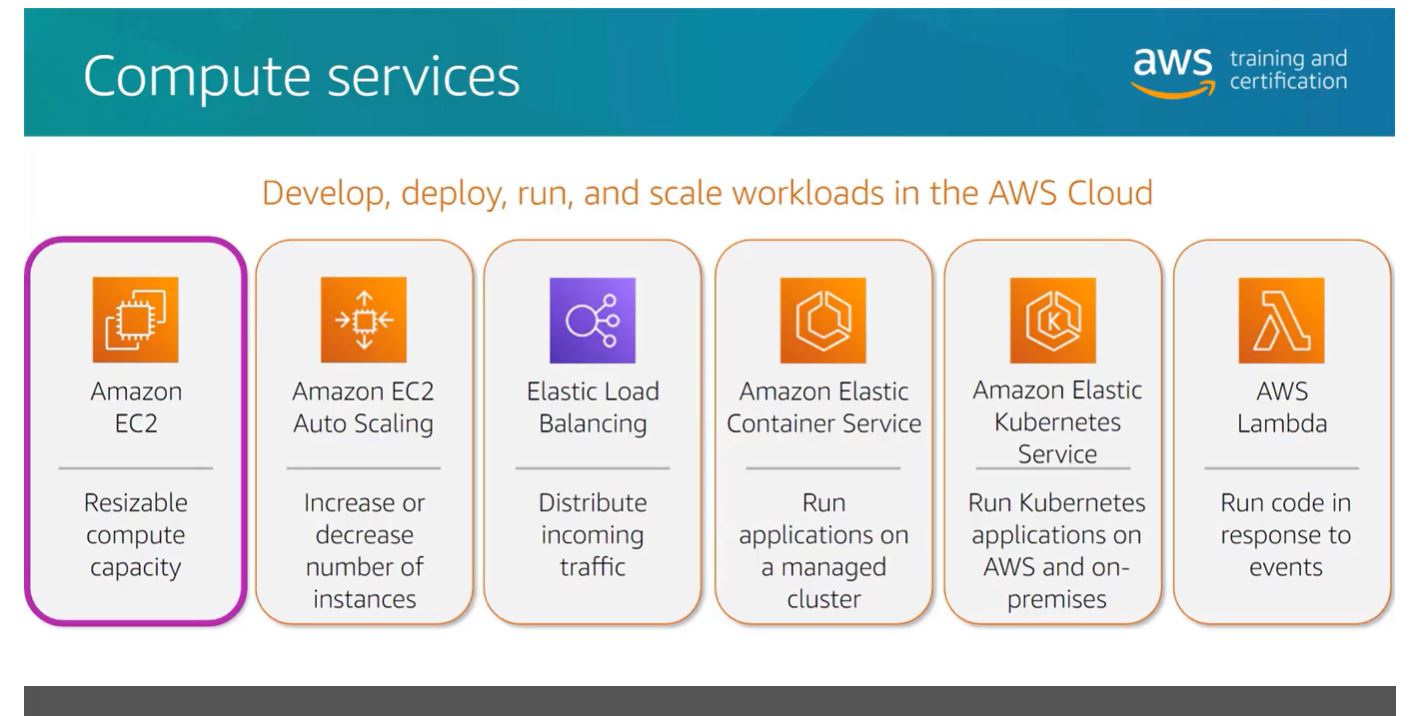 Compute services
aws training and
certification
Develop, deploy, run, and scale workloads in the AWS Cloud
Amazon
EC2
Resizable
compute
capacity
Amazon EC2
Auto Scaling
Increase or
decrease
number of
instances
Elastic Load
Balancing
Distribute
incoming
traffic
Amazon Elastic
Container Service
Run
applications on
a managed
cluster
Amazon Elastic
Kubernetes
Service
Run Kubernetes
applications on
AWS and on-
premises
AWS
Lambda
Run code in
response to
events